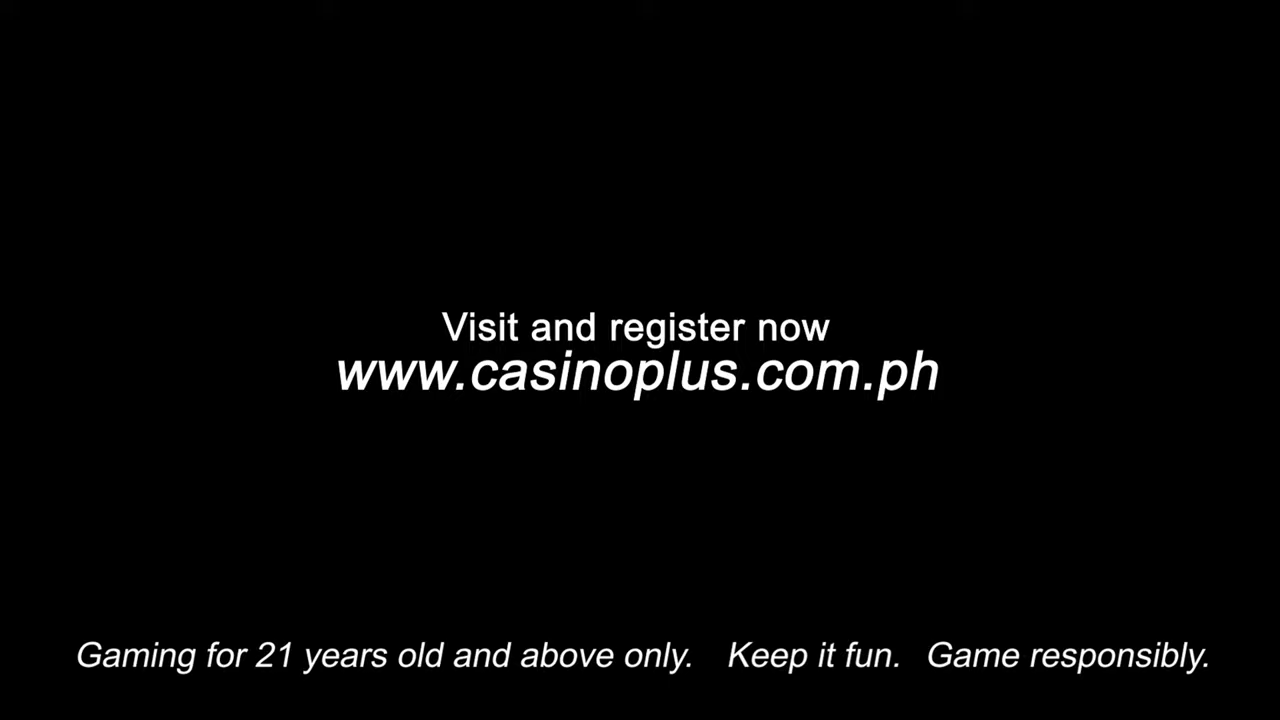 Visit and register now
www.casinoplus.com.ph
Gaming for 21 years old and above only. Keep it fun. Game responsibly.